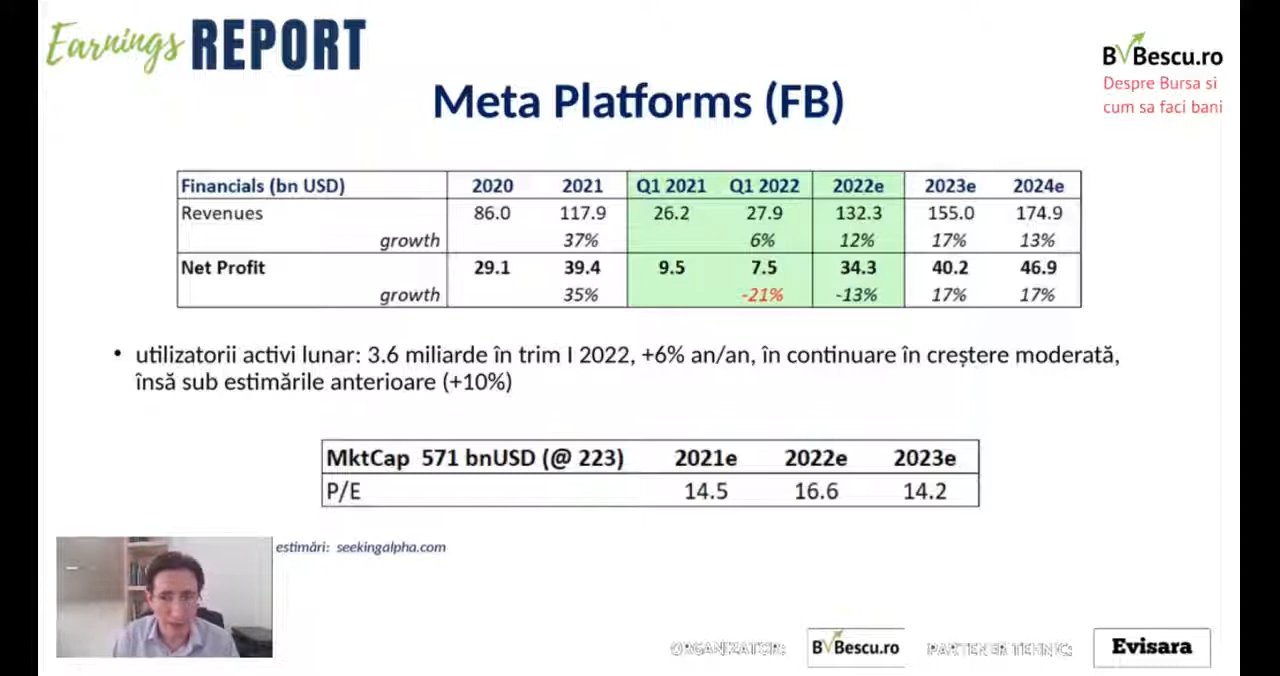 Earnings REPORT
BVBescu.ro
Despre Bursa si
cum sa faci bani
Meta Platforms (FB)
Financials (bn USD) 2020 2021 Q1 2021 Q1 2022 2022e 2023e 2024e
Revenues 86.0 117.9 26.2 27.9 132.3 155.0 174.9
growth 37% 6% 12% 17% 13%
Net Profit 29.1 39.4 9.5 7.5 34.3 40.2 46.9
growth 35% -21% -13% 17% 17%
• utilizatorii activi lunar: 3.6 miliarde în trim I 2022, +6% an/an, în continuare în creștere moderată,
însă sub estimările anterioare (+10%)
MktCap 571 bnUSD (@ 223) 2021e 2022e 2023e
P/E 14.5 16.6 14.2
estimări: seekingalpha.com
ORGANIZATOR: BVBescu.ro PARTENER TEHNIC: Evisara